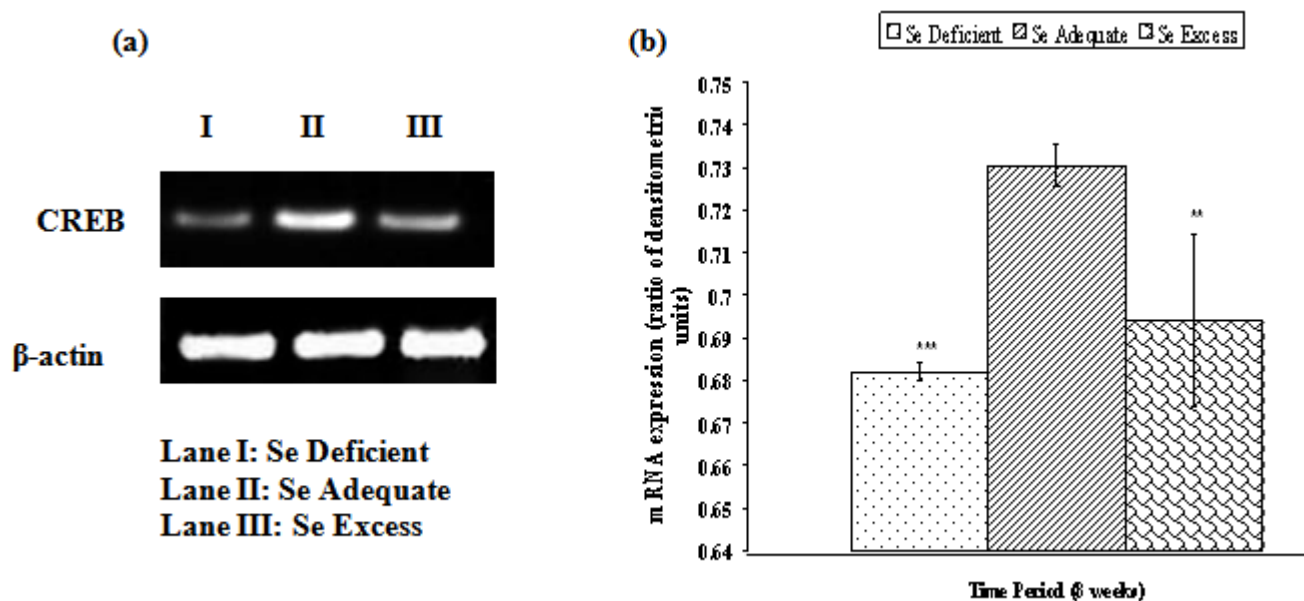 (a)
I II III
CREB
β-actin
Lane I: Se Deficient
Lane II: Se Adequate
Lane III: Se Excess
(b)
Se Deficient Se Adequate Se Excess
mRNA expression (ratio of densitometric
units)
0.75
0.74
0.73
0.72
0.71
0.7
0.69
0.68
0.67
0.66
0.65
0.64
***
**
Time Period (8 weeks)